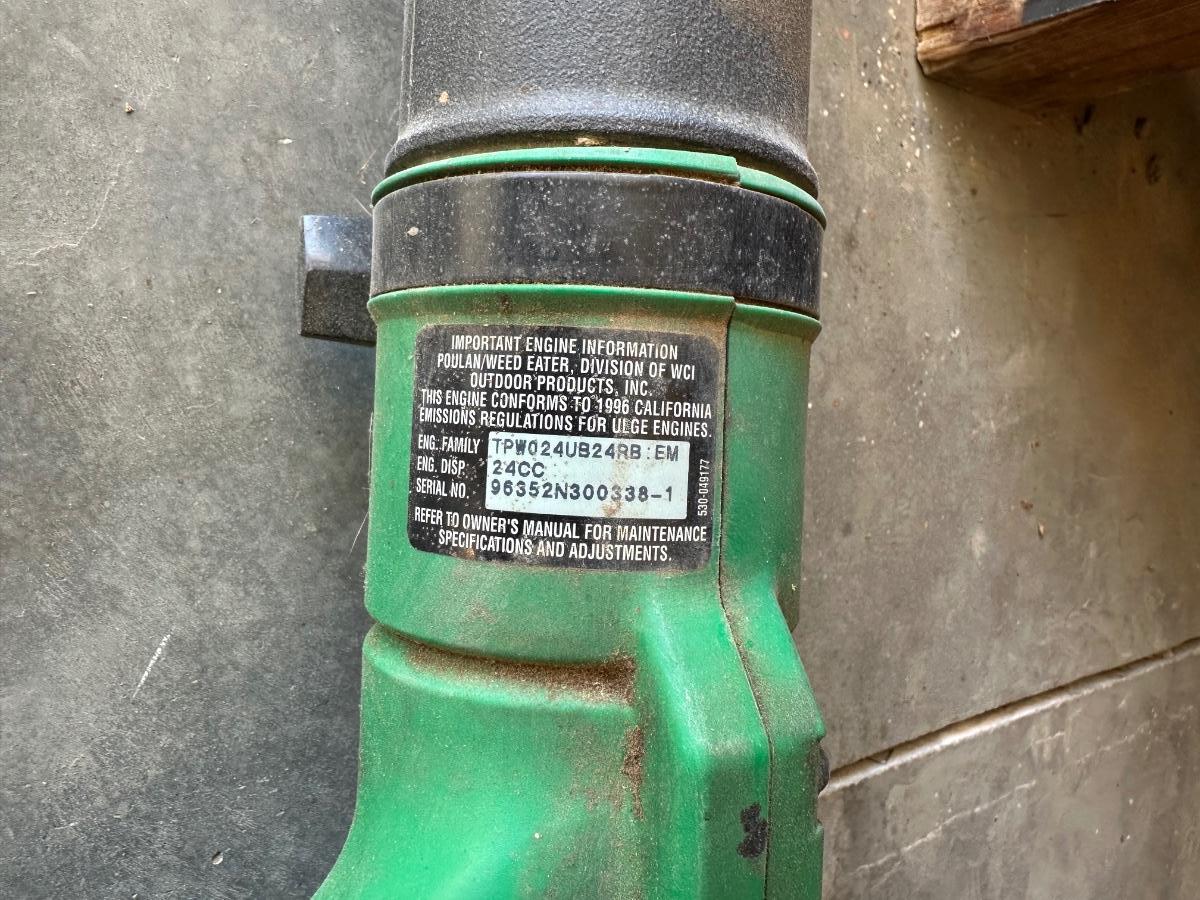 IMPORTANT ENGINE INFORMATION
POULAN/WEED EATER, DIVISION OF WCI
OUTDOOR PRODUCTS, INC.
THIS ENGINE CONFORMS TO 1996 CALIFORNIA
EMISSIONS REGULATIONS FOR ULGE ENGINES.
ENG. FAMILY TPW024UB24RB:EM
ENG. DISP. 24CC
SERIAL NO. 96352N300338-1
530-049177
REFER TO OWNER'S MANUAL FOR MAINTENANCE
SPECIFICATIONS AND ADJUSTMENTS.